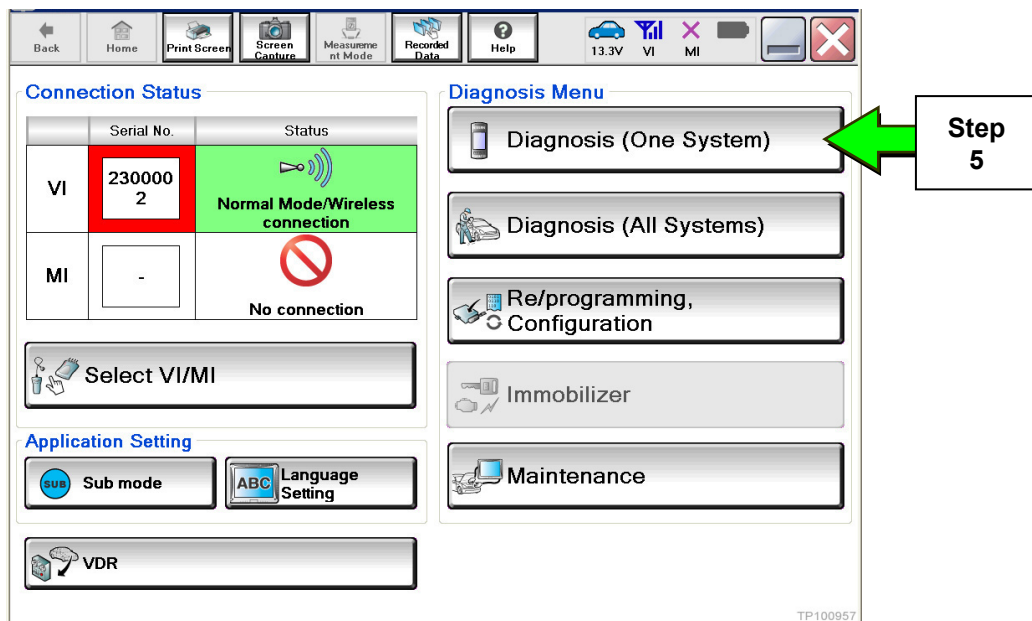 Back
Home
Print Screen
Screen
Capture
Measureme
nt Mode
Recorded
Data
?
Help
13.3V
VI
MI
Connection Status
Serial No.
Status
VI
230000
2
Normal Mode/Wireless
connection
MI
-
No connection
Select VI/MI
Application Setting
SUB
Sub mode
ABC
Language
Setting
VDR
Diagnosis Menu
Diagnosis (One System)
Diagnosis (All Systems)
Re/programming,
Configuration
Immobilizer
Maintenance
Step
5
TP100957